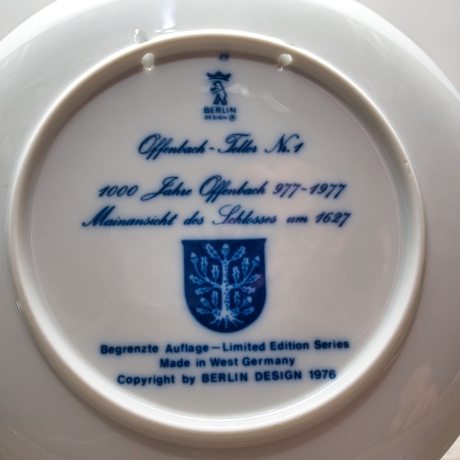 BERLIN
DESIGN ®
Offenbach - Teller Nr. 1
1000 Jahre Offenbach 977-1977
Mainansicht des Schlosses um 1627
Begrenzte Auflage — Limited Edition Series
Made in West Germany
Copyright by BERLIN DESIGN 1976